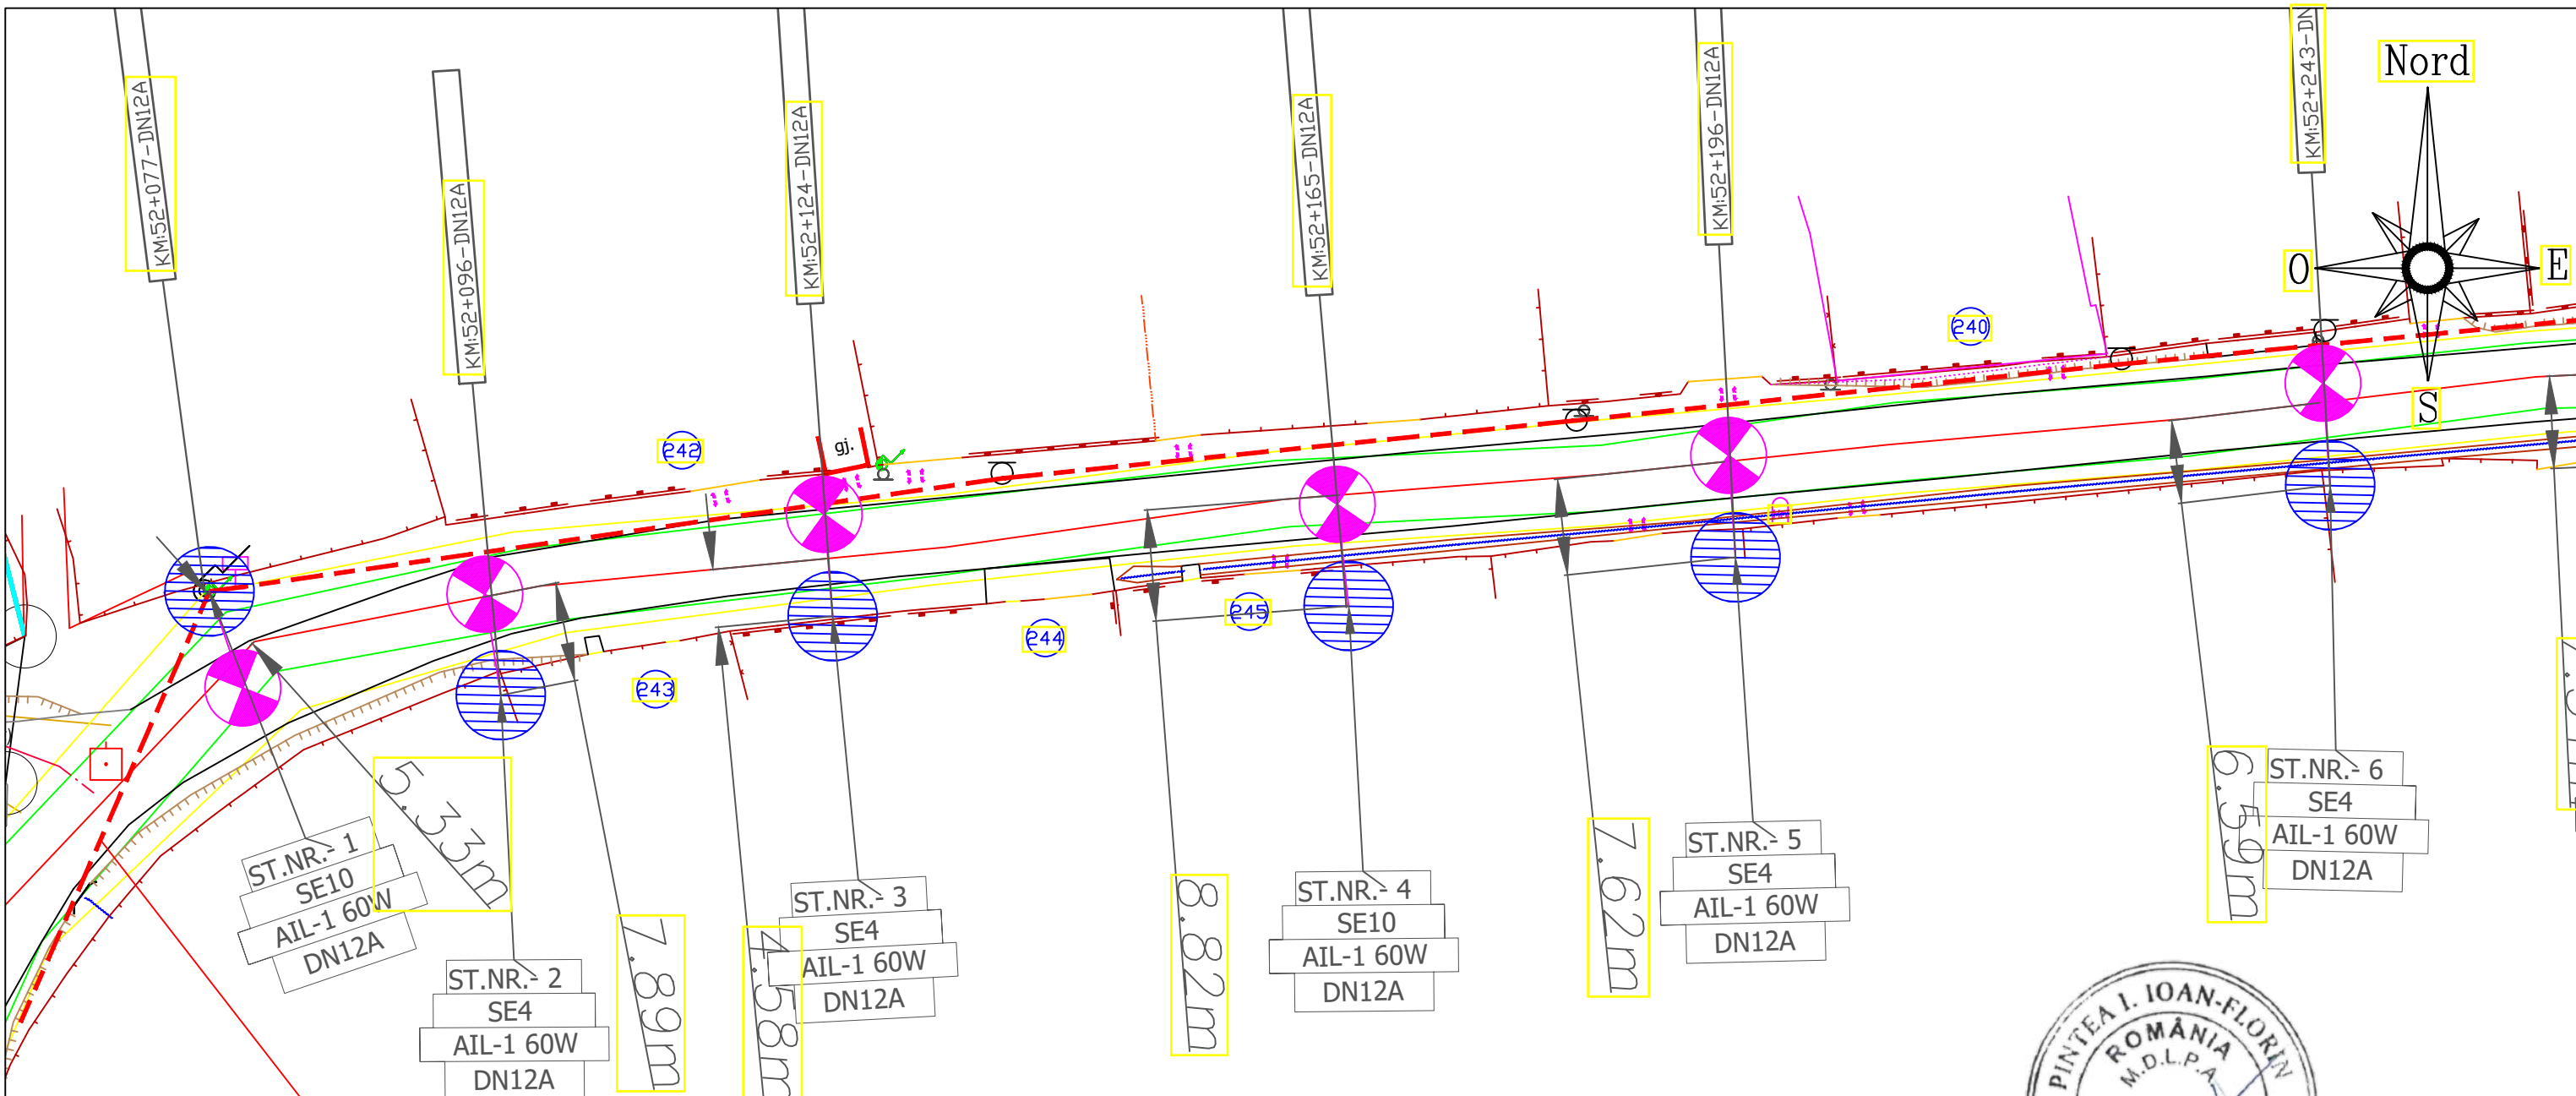 KM:52+077-DN12A
KM:52+096-DN12A
KM:52+124-DN12A
KM:52+165-DN12A
KM:52+196-DN12A
KM:52+243-DN
Nord
O
E
S
240
242
gj.
243
244
245
5.33m
7.89m
4.58m
8.82m
7.62m
6.59m
ST.NR.- 1
SE10
AIL-1 60W
DN12A
ST.NR.- 2
SE4
AIL-1 60W
DN12A
ST.NR.- 3
SE4
AIL-1 60W
DN12A
ST.NR.- 4
SE10
AIL-1 60W
DN12A
ST.NR.- 5
SE4
AIL-1 60W
DN12A
ST.NR.- 6
SE4
AIL-1 60W
DN12A
PINTEA I. IOAN-FLORIN
ROMÂNIA
M.D.L.P.A